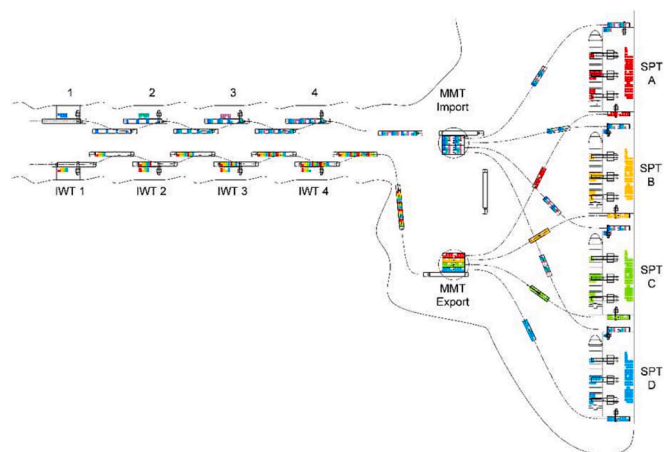 1
2
3
4
IWT 1
IWT 2
IWT 3
IWT 4
MMT
Import
MMT
Export
SPT
A
SPT
B
SPT
C
SPT
D